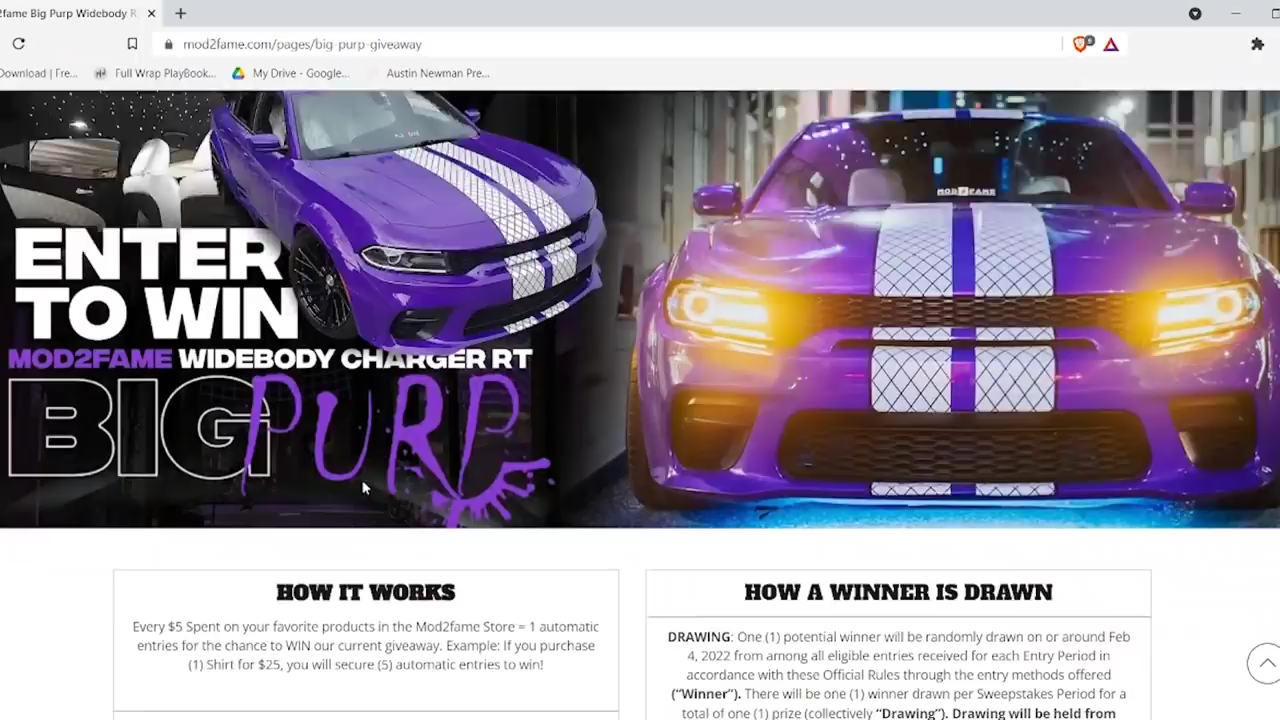 2fame Big Purp Widebody R
mod2fame.com/pages/big-purp-giveaway
Download | Fre...
Full Wrap PlayBook...
My Drive - Google...
Austin Newman Pre...
ENTER
TO WIN
MOD2FAME WIDEBODY CHARGER RT
BIG PURP
MOD2FAME
HOW IT WORKS
Every $5 Spent on your favorite products in the Mod2fame Store = 1 automatic
entries for the chance to WIN our current giveaway. Example: If you purchase
(1) Shirt for $25, you will secure (5) automatic entries to win!
HOW A WINNER IS DRAWN
DRAWING: One (1) potential winner will be randomly drawn on or around Feb
4, 2022 from among all eligible entries received for each Entry Period in
accordance with these Official Rules through the entry methods offered
(“Winner”). There will be one (1) winner drawn per Sweepstakes Period for a
total of one (1) prize (collectively “Drawing”). Drawing will be held from